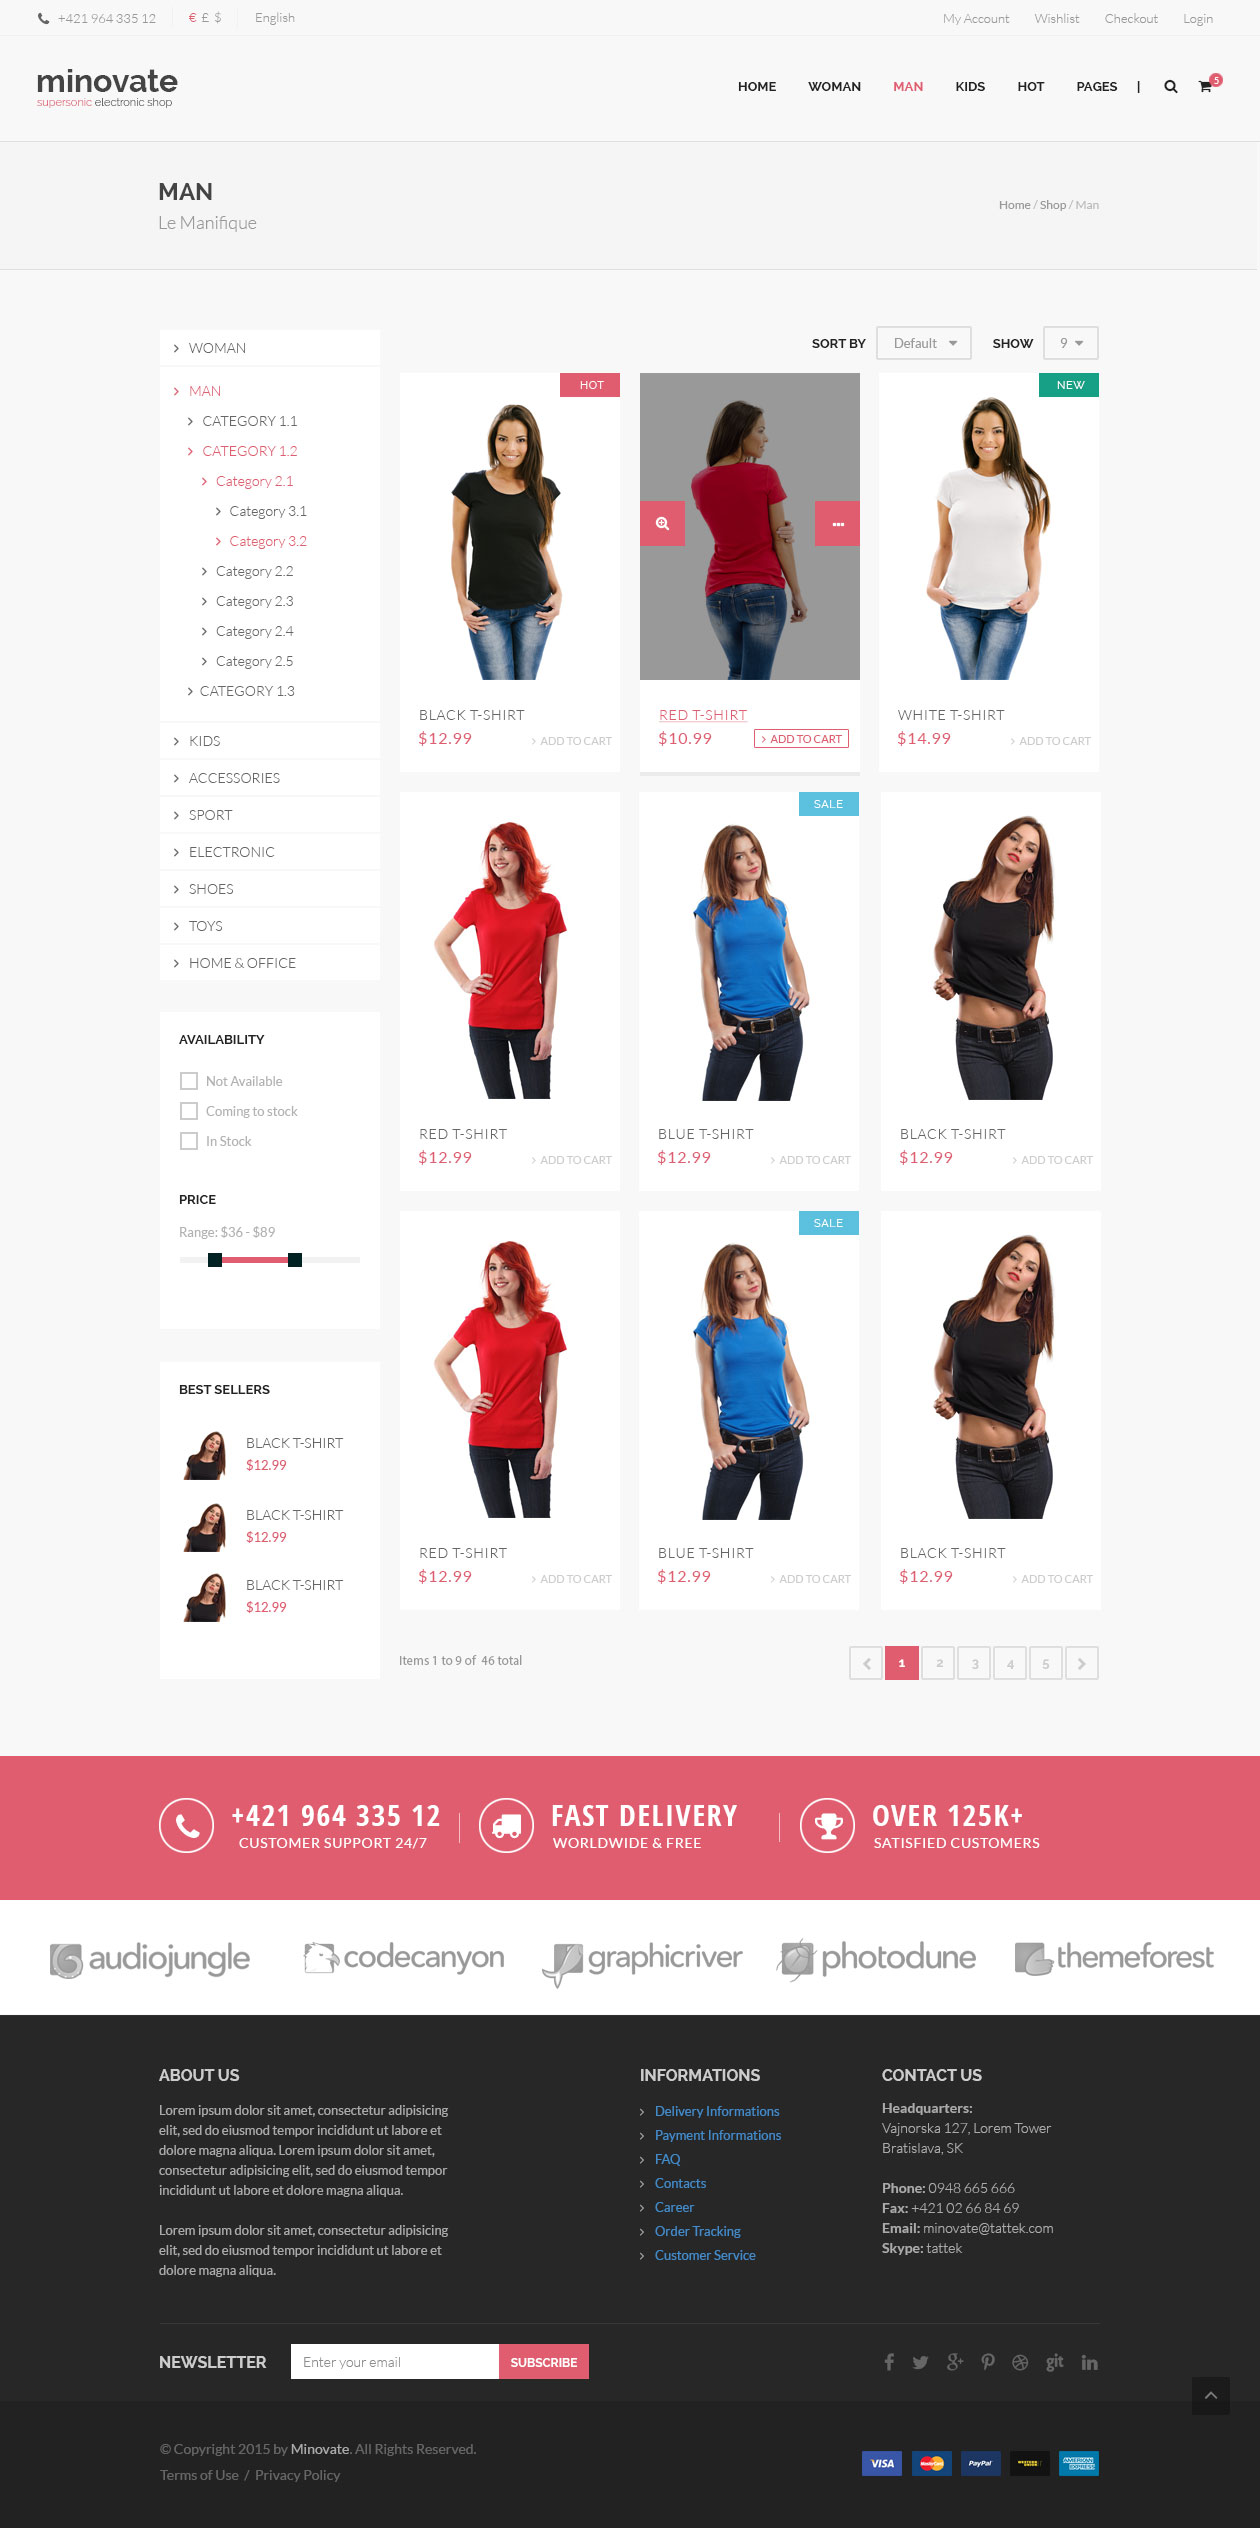 +421 964 335 12
€ £ $
English
My Account Wishlist Checkout Login
minovate
supersonic electronic shop
HOME WOMAN MAN KIDS HOT PAGES |
5
MAN
Le Manifique
Home / Shop / Man
WOMAN
MAN
CATEGORY 1.1
CATEGORY 1.2
Category 2.1
Category 3.1
Category 3.2
Category 2.2
Category 2.3
Category 2.4
Category 2.5
CATEGORY 1.3
KIDS
ACCESSORIES
SPORT
ELECTRONIC
SHOES
TOYS
HOME & OFFICE
AVAILABILITY
Not Available
Coming to stock
In Stock
PRICE
Range: $36 - $89
BEST SELLERS
BLACK T-SHIRT
$12.99
BLACK T-SHIRT
$12.99
BLACK T-SHIRT
$12.99
SORT BY Default SHOW 9
HOT
BLACK T-SHIRT
$12.99 ADD TO CART
RED T-SHIRT
$10.99 ADD TO CART
NEW
WHITE T-SHIRT
$14.99 ADD TO CART
RED T-SHIRT
$12.99 ADD TO CART
SALE
BLUE T-SHIRT
$12.99 ADD TO CART
BLACK T-SHIRT
$12.99 ADD TO CART
RED T-SHIRT
$12.99 ADD TO CART
SALE
BLUE T-SHIRT
$12.99 ADD TO CART
BLACK T-SHIRT
$12.99 ADD TO CART
Items 1 to 9 of 46 total
1 2 3 4 5
+421 964 335 12
CUSTOMER SUPPORT 24/7
FAST DELIVERY
WORLDWIDE & FREE
OVER 125K+
SATISFIED CUSTOMERS
audiojungle codecanyon graphicriver photodune themeforest
ABOUT US
Lorem ipsum dolor sit amet, consectetur adipisicing
elit, sed do eiusmod tempor incididunt ut labore et
dolore magna aliqua. Lorem ipsum dolor sit amet,
consectetur adipisicing elit, sed do eiusmod tempor
incididunt ut labore et dolore magna aliqua.
Lorem ipsum dolor sit amet, consectetur adipisicing
elit, sed do eiusmod tempor incididunt ut labore et
dolore magna aliqua.
INFORMATIONS
Delivery Informations
Payment Informations
FAQ
Contacts
Career
Order Tracking
Customer Service
CONTACT US
Headquarters:
Vajnorska 127, Lorem Tower
Bratislava, SK
Phone: 0948 665 666
Fax: +421 02 66 84 69
Email: minovate@tattek.com
Skype: tattek
NEWSLETTER
Enter your email
SUBSCRIBE
git in
© Copyright 2015 by Minovate. All Rights Reserved.
Terms of Use / Privacy Policy
VISA MasterCard PayPal WESTERN UNION AMERICAN EXPRESS